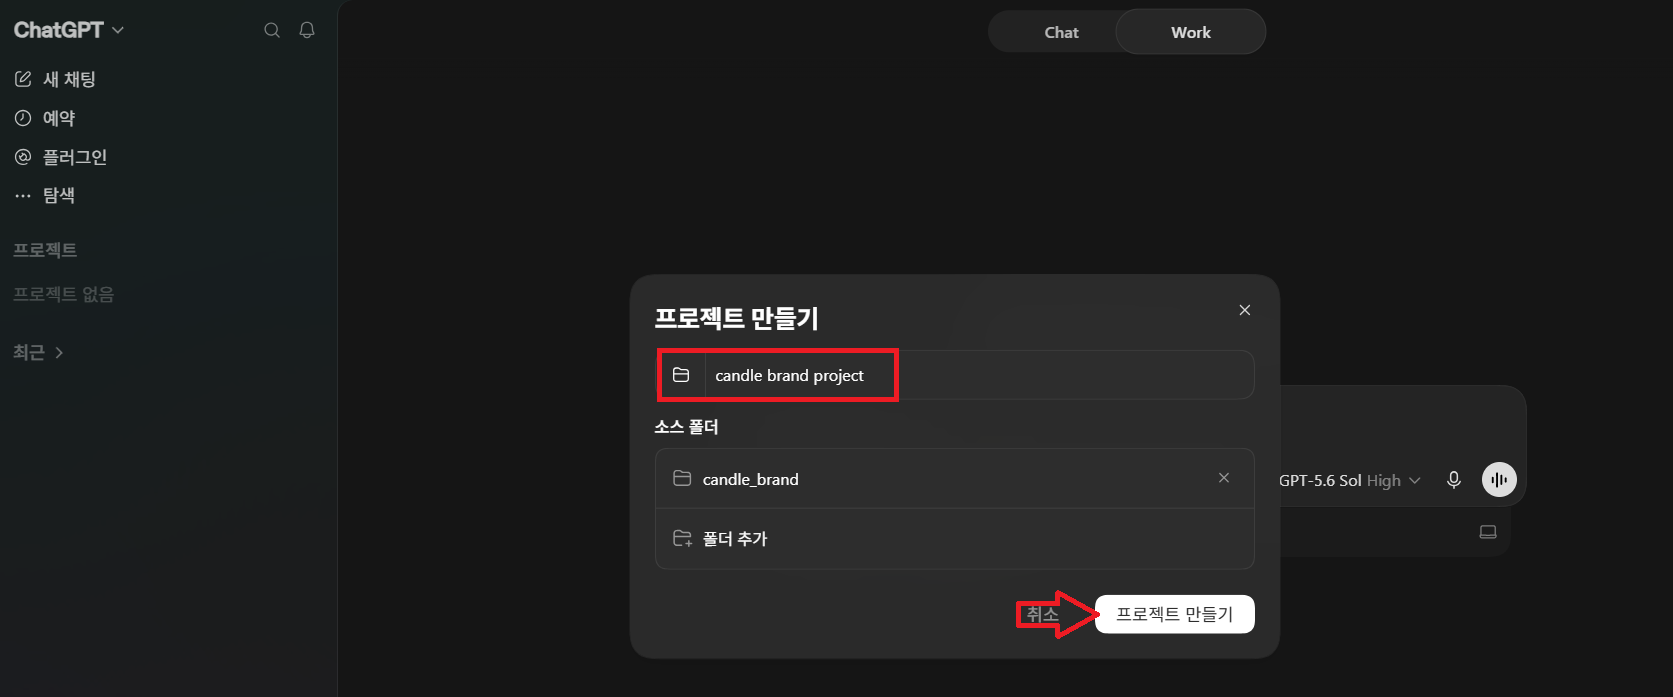 ChatGPT
새 채팅
예약
플러그인
탐색
프로젝트
프로젝트 없음
최근
Chat
Work
프로젝트 만들기
candle brand project
소스 폴더
candle_brand
폴더 추가
취소
프로젝트 만들기
GPT-5.6 Sol High